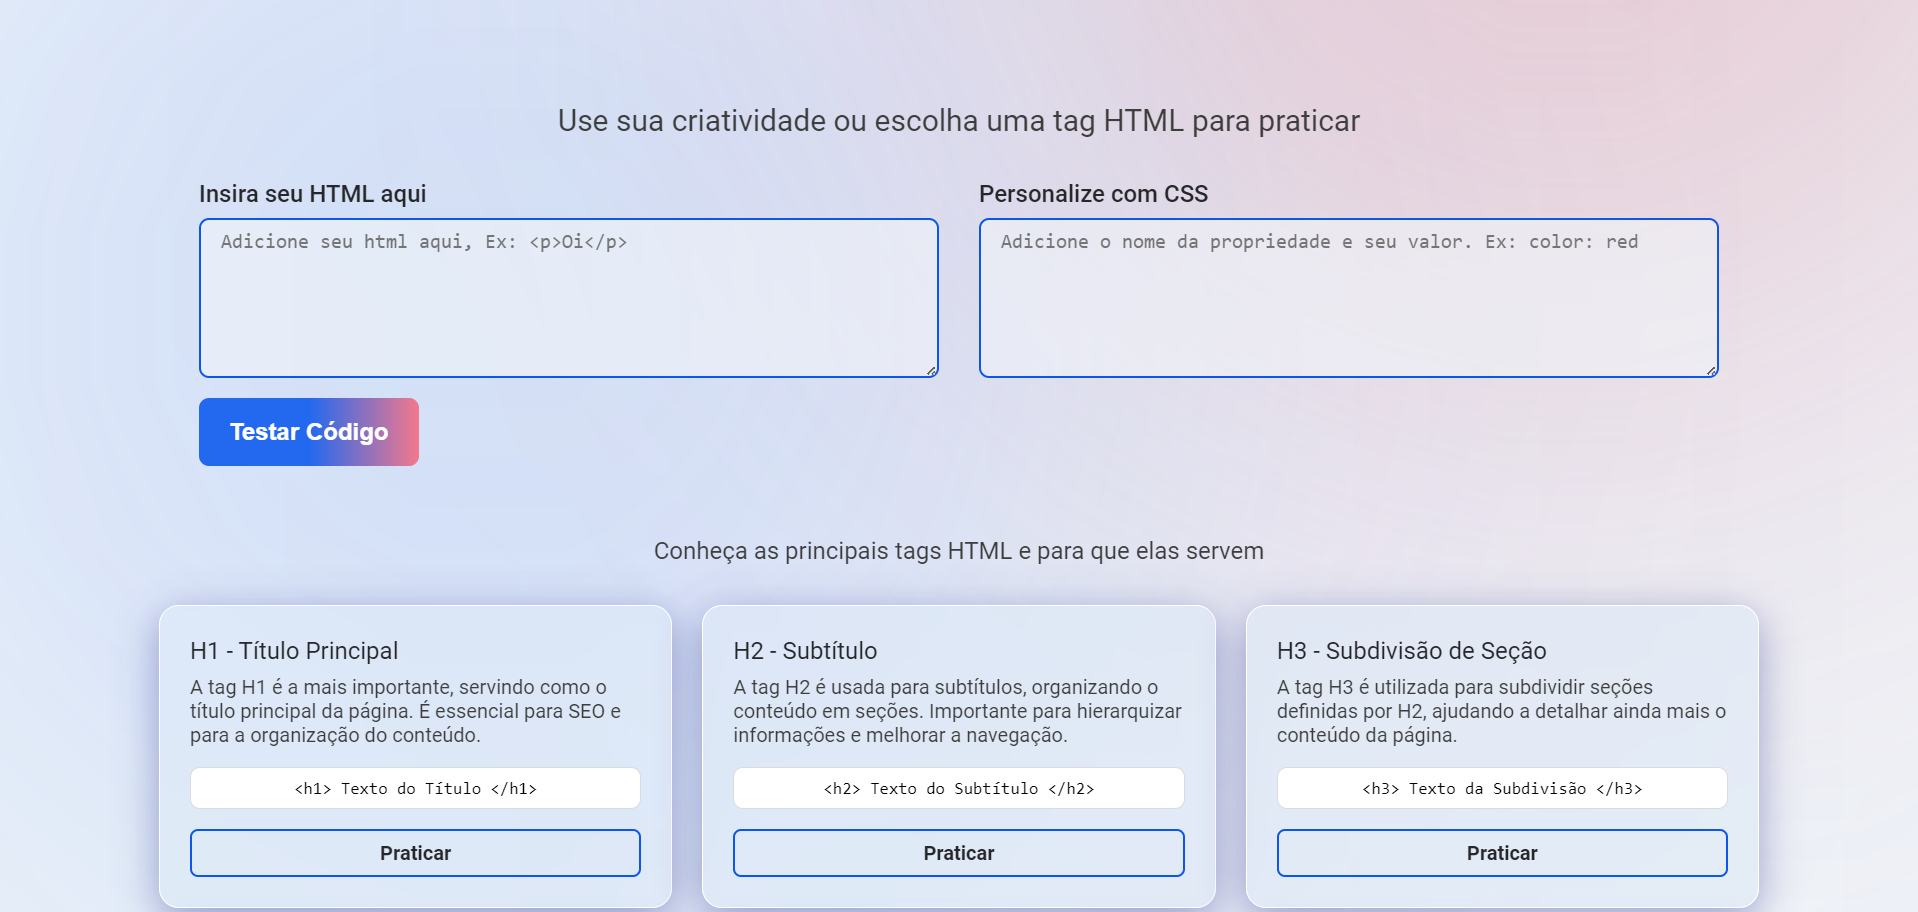 Use sua criatividade ou escolha uma tag HTML para praticar
Insira seu HTML aqui
Adicione seu html aqui, Ex: <p>Oi</p>
Personalize com CSS
Adicione o nome da propriedade e seu valor. Ex: color: red
Testar Código
Conheça as principais tags HTML e para que elas servem
H1 - Título Principal
A tag H1 é a mais importante, servindo como o
título principal da página. É essencial para SEO e
para a organização do conteúdo.
<h1> Texto do Título </h1>
Praticar
H2 - Subtítulo
A tag H2 é usada para subtítulos, organizando o
conteúdo em seções. Importante para hierarquizar
informações e melhorar a navegação.
<h2> Texto do Subtítulo </h2>
Praticar
H3 - Subdivisão de Seção
A tag H3 é utilizada para subdividir seções
definidas por H2, ajudando a detalhar ainda mais o
conteúdo da página.
<h3> Texto da Subdivisão </h3>
Praticar